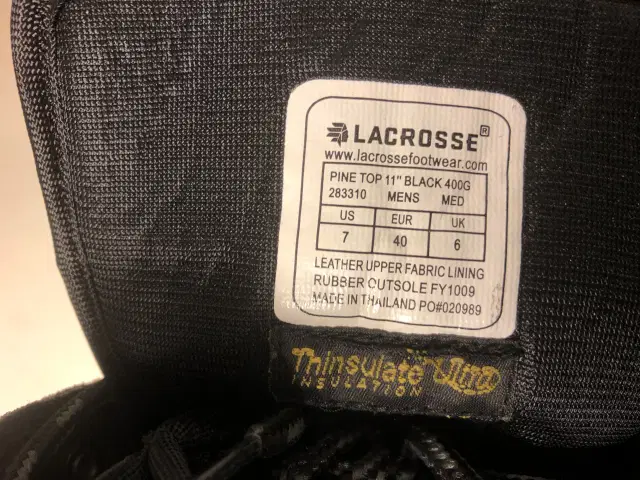 LACROSSE®
www.lacrossefootwear.com
PINE TOP 11" BLACK 400G
283310 MENS MED
US EUR UK
7 40 6
LEATHER UPPER FABRIC LINING
RUBBER OUTSOLE FY1009
MADE IN THAILAND PO#020989
Thinsulate Ultra
INSULATION